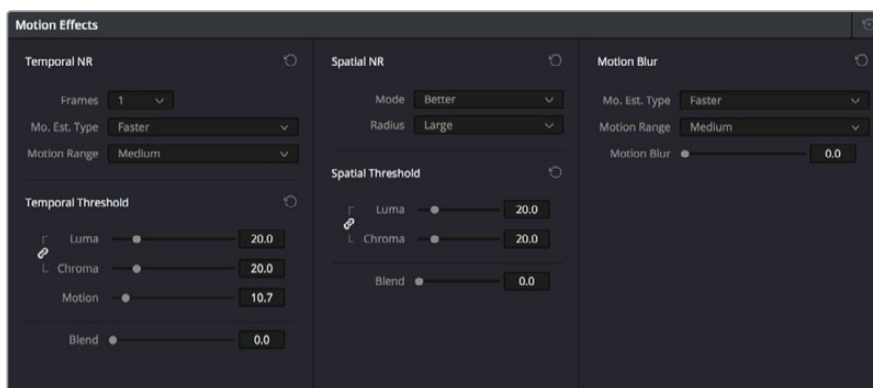 Motion Effects
Temporal NR
Frames 1
Mo. Est. Type Faster
Motion Range Medium
Temporal Threshold
Luma 20.0
Chroma 20.0
Motion 10.7
Blend 0.0
Spatial NR
Mode Better
Radius Large
Spatial Threshold
Luma 20.0
Chroma 20.0
Blend 0.0
Motion Blur
Mo. Est. Type Faster
Motion Range Medium
Motion Blur 0.0